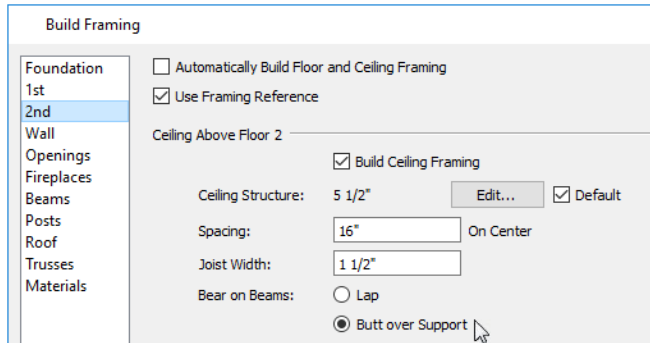 Build Framing
Foundation
1st
2nd
Wall
Openings
Fireplaces
Beams
Posts
Roof
Trusses
Materials
Automatically Build Floor and Ceiling Framing
Use Framing Reference
Ceiling Above Floor 2
Build Ceiling Framing
Ceiling Structure: 5 1/2" Edit... Default
Spacing: 16" On Center
Joist Width: 1 1/2"
Bear on Beams: Lap
Butt over Support